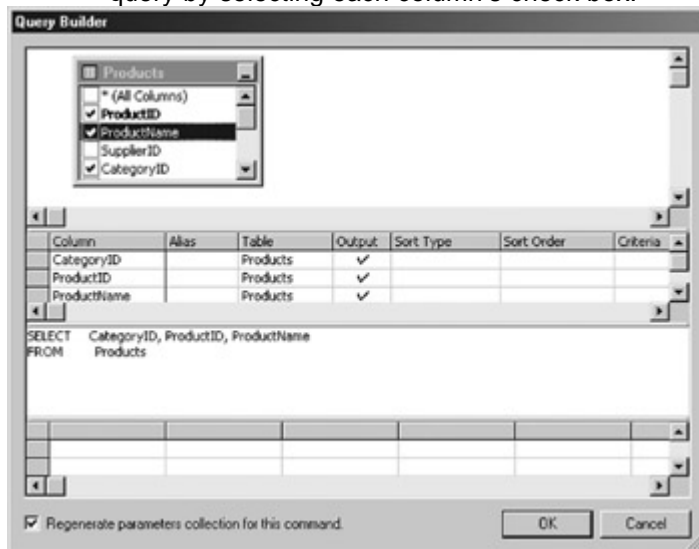 query by selecting each column's check box.
Query Builder
Products
* (All Columns)
ProductID
ProductName
SupplierID
CategoryID
Column Alias Table Output Sort Type Sort Order Criteria
CategoryID Products
ProductID Products
ProductName Products
SELECT CategoryID, ProductID, ProductName
FROM Products
Regenerate parameters collection for this command.
OK Cancel